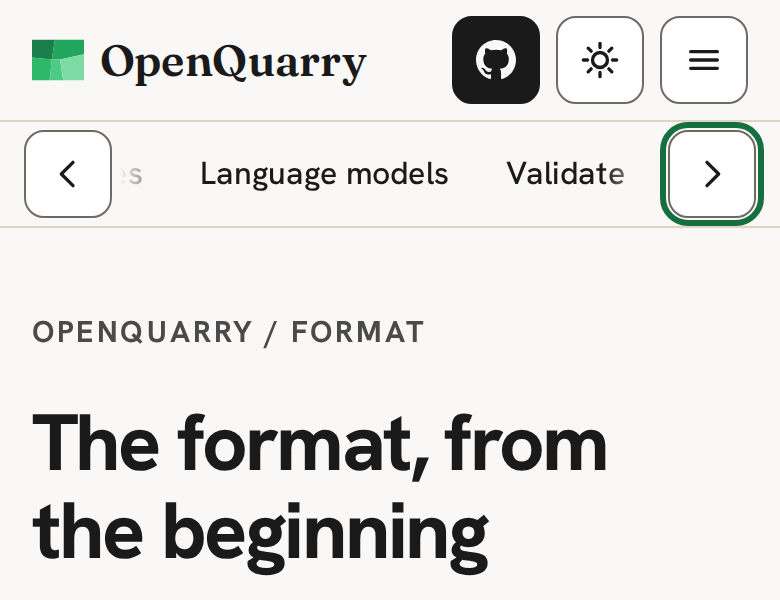 OpenQuarry
Language models Validate
OPENQUARRY / FORMAT
The format, from
the beginning